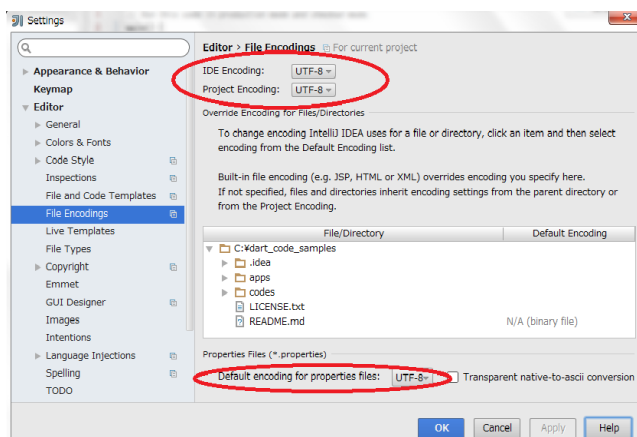 Settings
Editor > File Encodings For current project
IDE Encoding: UTF-8
Project Encoding: UTF-8
Override Encoding for Files/Directories
To change encoding IntelliJ IDEA uses for a file or directory, click an item and then select
encoding from the Default Encoding list.
Built-in file encoding (e.g. JSP, HTML or XML) overrides encoding you specify here.
If not specified, files and directories inherit encoding settings from the parent directory or
from the Project Encoding.
File/Directory Default Encoding
C:¥dart_code_samples
.idea
apps
codes
LICENSE.txt
README.md N/A (binary file)
Properties Files (*.properties)
Default encoding for properties files: UTF-8 Transparent native-to-ascii conversion
Appearance & Behavior
Keymap
Editor
General
Colors & Fonts
Code Style
Inspections
File and Code Templates
File Encodings
Live Templates
File Types
Copyright
Emmet
GUI Designer
Images
Intentions
Language Injections
Spelling
TODO
OK Cancel Apply Help